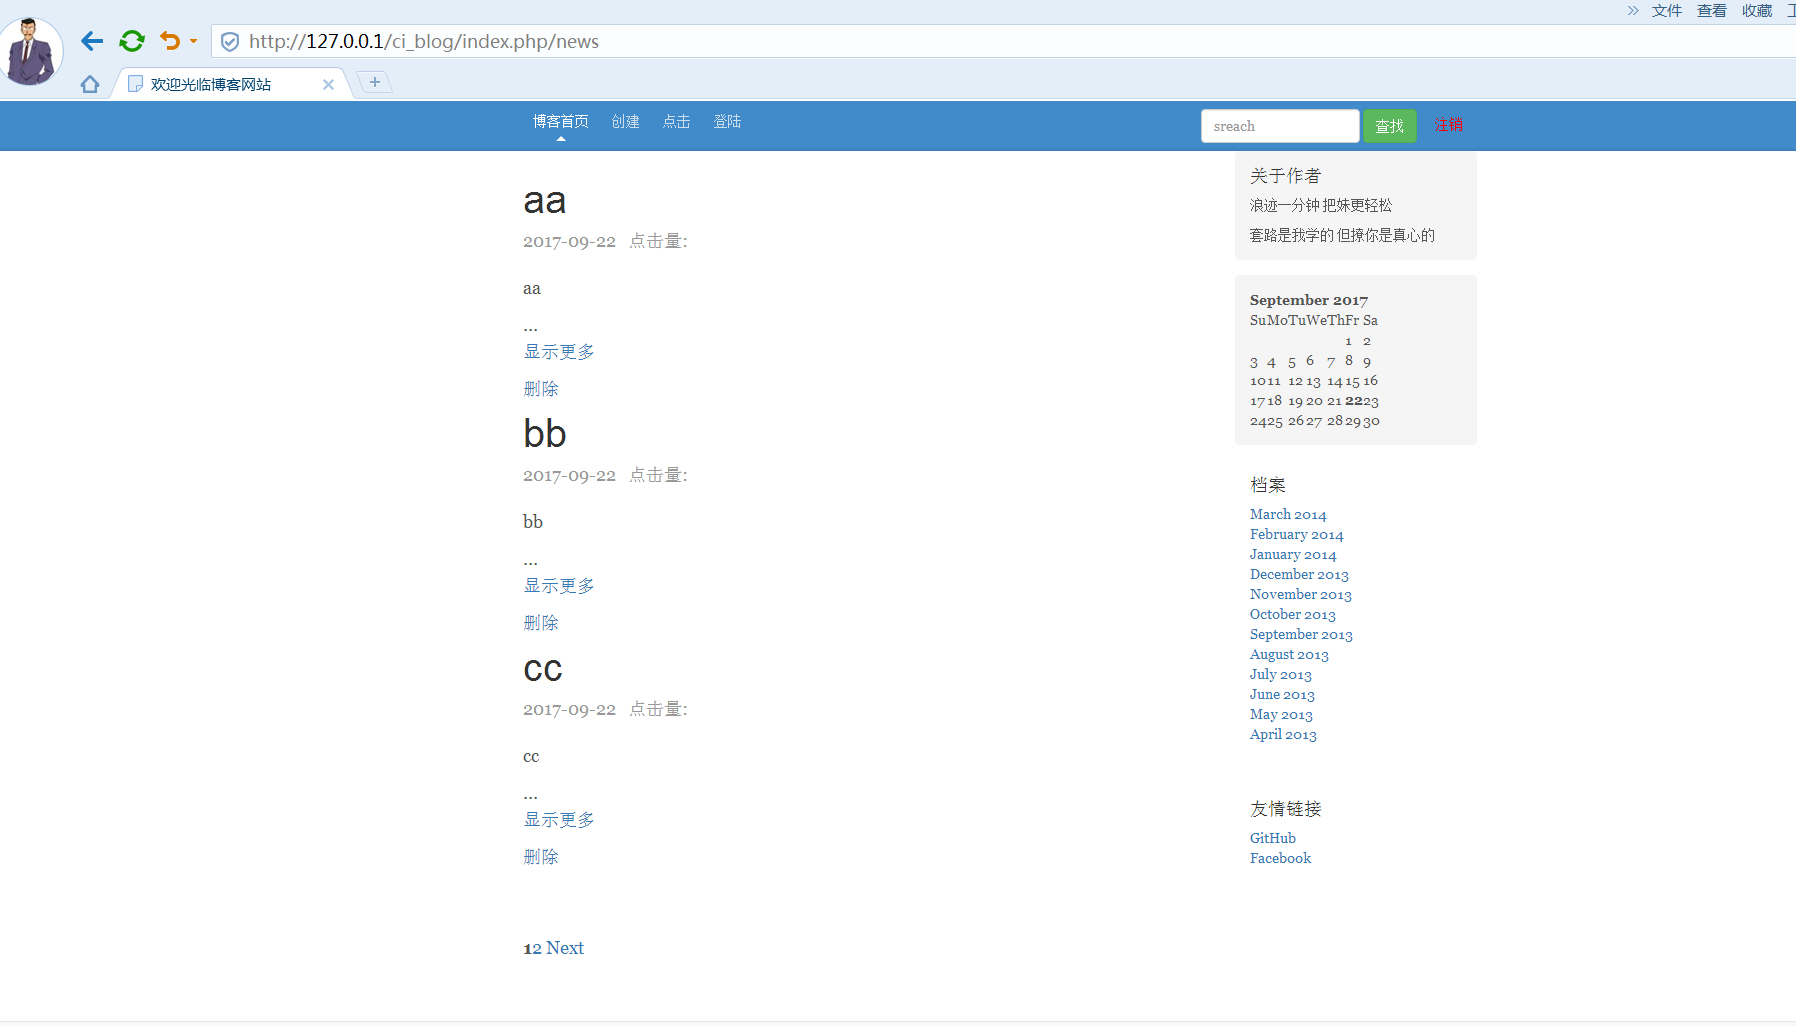 文件 查看 收藏
http://127.0.0.1/ci_blog/index.php/news
欢迎光临博客网站
博客首页 创建 点击 登陆 sreach 查找 注销
aa
2017-09-22 点击量:
aa
...
显示更多
删除
bb
2017-09-22 点击量:
bb
...
显示更多
删除
cc
2017-09-22 点击量:
cc
...
显示更多
删除
12 Next
关于作者
浪迹一分钟 把妹更轻松
套路是我学的 但撩你是真心的
September 2017
Su Mo Tu We Th Fr Sa
1 2
3 4 5 6 7 8 9
10 11 12 13 14 15 16
17 18 19 20 21 22 23
24 25 26 27 28 29 30
档案
March 2014
February 2014
January 2014
December 2013
November 2013
October 2013
September 2013
August 2013
July 2013
June 2013
May 2013
April 2013
友情链接
GitHub
Facebook